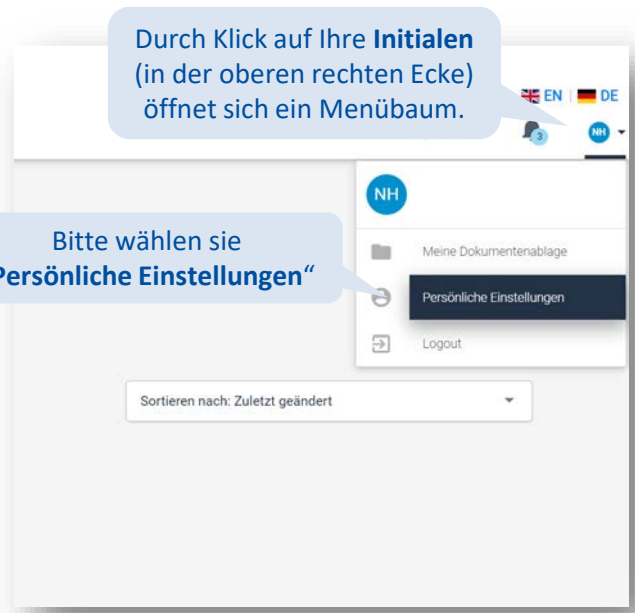 Durch Klick auf Ihre Initialen
(in der oberen rechten Ecke)
öffnet sich ein Menübaum.
EN | DE
3
NH
NH
Meine Dokumentenablage
Bitte wählen sie
Persönliche Einstellungen“
Persönliche Einstellungen
Logout
Sortieren nach: Zuletzt geändert